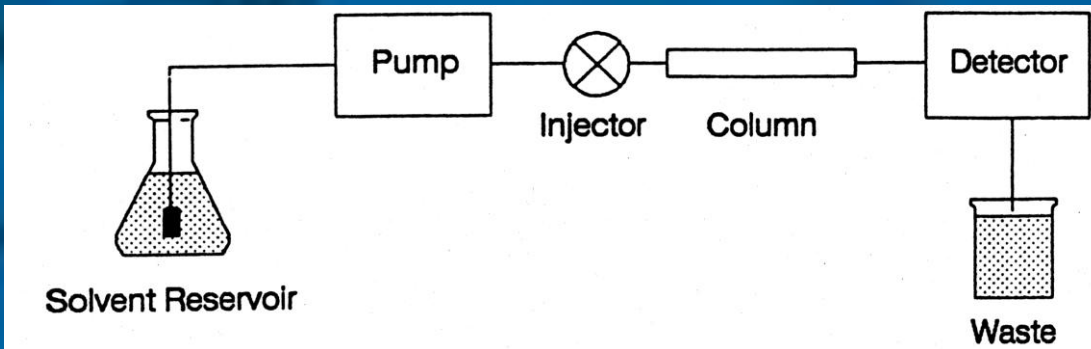 Pump
Detector
Injector
Column
Solvent Reservoir
Waste